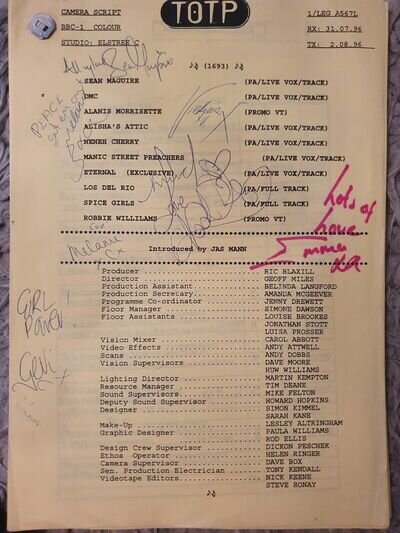 CAMERA SCRIPT
BBC-1 COLOUR
STUDIO: ELSTREE C
TOTP
1/LEG A567L
RX: 31.07.96
TX: 2.08.96
(1693)
SEAN MAGUIRE (PA/LIVE VOX/TRACK)
OMC (PA/LIVE VOX/TRACK)
ALANIS MORRISETTE (PROMO VT)
ALISHA'S ATTIC (PA/LIVE VOX/TRACK)
NENEH CHERRY (PA/LIVE VOX/TRACK)
MANIC STREET PREACHERS (PA/LIVE VOX/TRACK)
ETERNAL (EXCLUSIVE) (PA/LIVE VOX/TRACK)
LOS DEL RIO (PA/FULL TRACK)
SPICE GIRLS (PA/FULL TRACK)
ROBBIE WILLILAMS (PROMO VT)
Introduced by JAS MANN
Producer RIC BLAXILL
Director GEOFF MILES
Production Assistant BELINDA LANGFORD
Production Secretary AMANDA MCGEEVER
Programme Co-ordinator JENNY DREWETT
Floor Manager SIMONE DAWSON
Floor Assistants LOUISE BROOKES
JONATHAN STOTT
LUISA PROSSER
Vision Mixer CAROL ABBOTT
Video Effects ANDY ATTWELL
Scans ANDY DOBBS
Vision Supervisors DAVE MOORE
HUW WILLIAMS
Lighting Director MARTIN KEMPTON
Resource Manager TIM DEANE
Sound Supervisors MIKE FELTON
Deputy Sound Supervisor HOWARD HOPKINS
Designer SIMON KIMMEL
SARAH KANE
Make-Up LESLEY ALTRINGHAM
Graphic Designer PAULA WILLIAMS
ROD ELLIS
Design Crew Supervisor DICKON PESCHEK
Ethos Operator HELEN RINGER
Camera Supervisor DAVE BOX
Sen. Production Electrician TONY KENDALL
Videotape Editors NICK KEENE
STEVE RONAY
PEACE
Victoria
Melanie
GIRL
POWER
Lots of
love